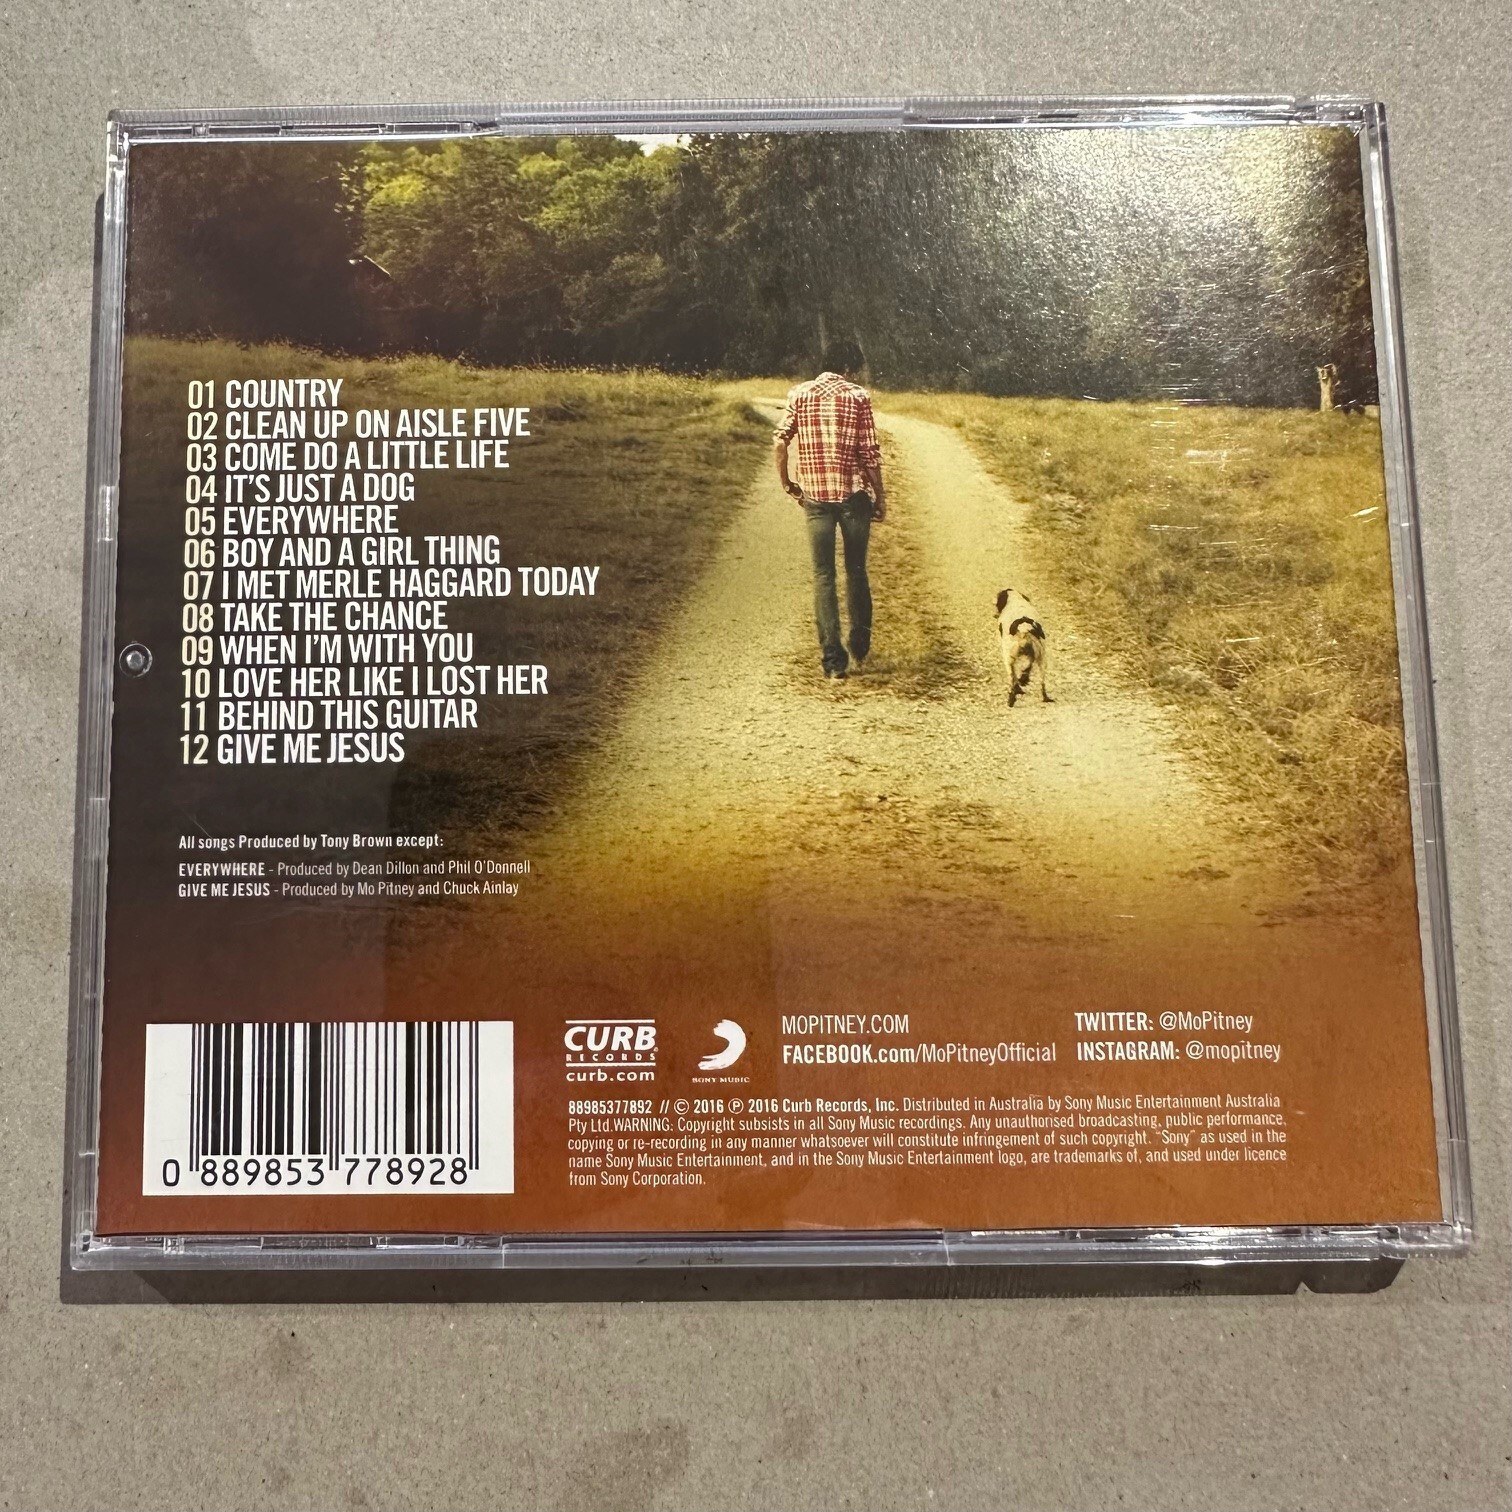 01 COUNTRY
02 CLEAN UP ON AISLE FIVE
03 COME DO A LITTLE LIFE
04 IT'S JUST A DOG
05 EVERYWHERE
06 BOY AND A GIRL THING
07 I MET MERLE HAGGARD TODAY
08 TAKE THE CHANCE
09 WHEN I'M WITH YOU
10 LOVE HER LIKE I LOST HER
11 BEHIND THIS GUITAR
12 GIVE ME JESUS
All songs Produced by Tony Brown except:
EVERYWHERE - Produced by Dean Dillon and Phil O'Donnell
GIVE ME JESUS - Produced by Mo Pitney and Chuck Ainlay
0 889853 778928
CURB
RECORDS
curb.com
SONY MUSIC
MOPITNEY.COM
FACEBOOK.com/MoPitneyOfficial
TWITTER: @MoPitney
INSTAGRAM: @mopitney
88985377892 // © 2016 ℗ 2016 Curb Records, Inc. Distributed in Australia by Sony Music Entertainment Australia
Pty Ltd.WARNING: Copyright subsists in all Sony Music recordings. Any unauthorised broadcasting, public performance,
copying or re-recording in any manner whatsoever will constitute infringement of such copyright. "Sony" as used in the
name Sony Music Entertainment, and in the Sony Music Entertainment logo, are trademarks of, and used under licence
from Sony Corporation.